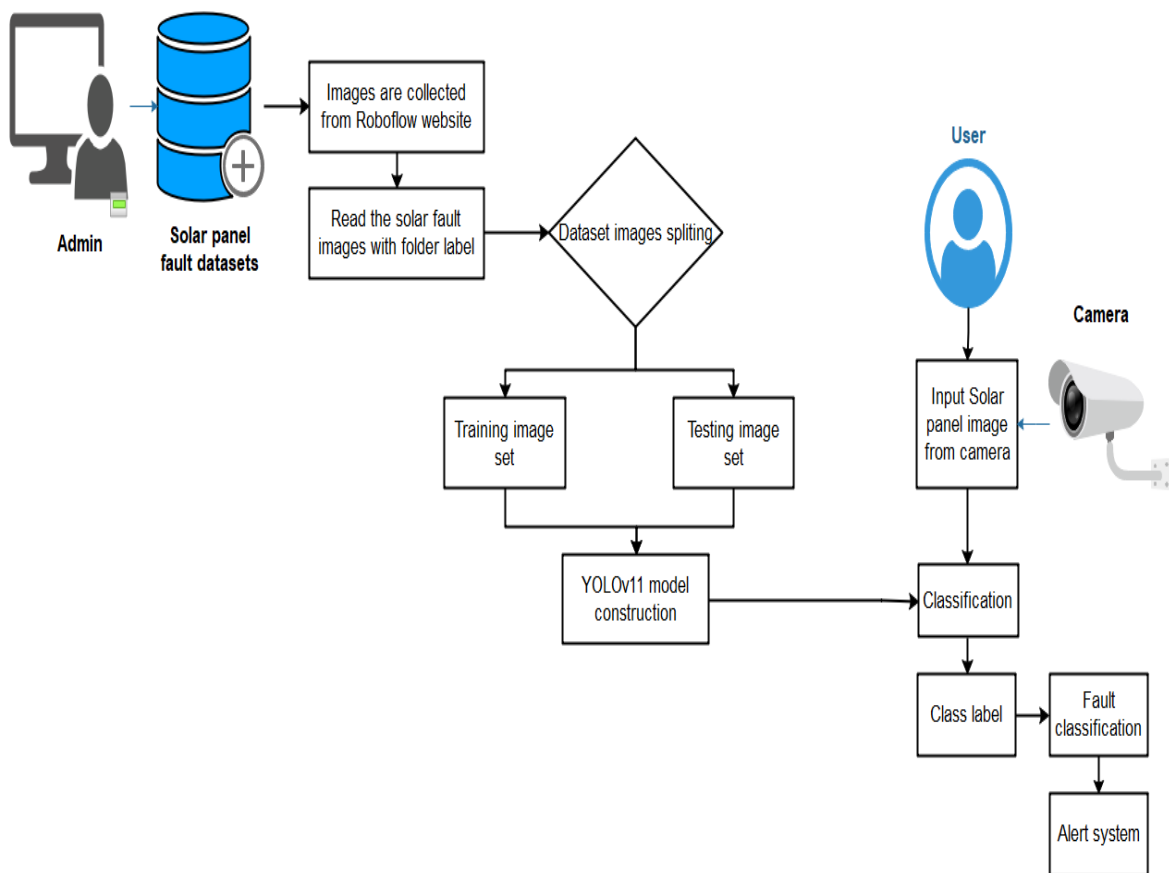 Admin
Solar panel
fault datasets
Images are collected
from Roboflow website
Read the solar fault
images with folder label
Dataset images spliting
Training image
set
Testing image
set
YOLOv11 model
construction
User
Camera
Input Solar
panel image
from camera
Classification
Class label
Fault
classification
Alert system